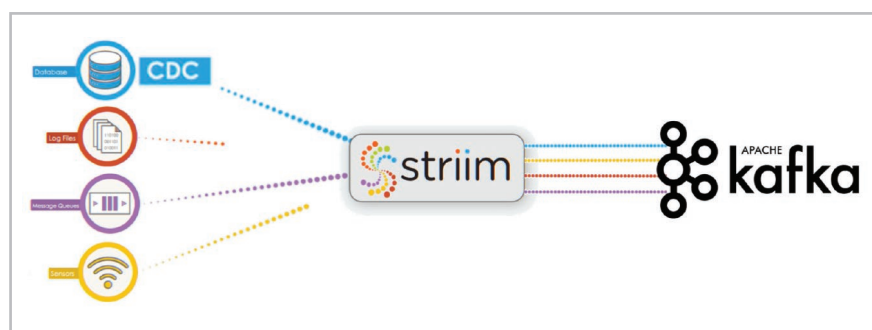 Database
CDC
Log Files
Message Queues
Sensors
striim
APACHE
kafka